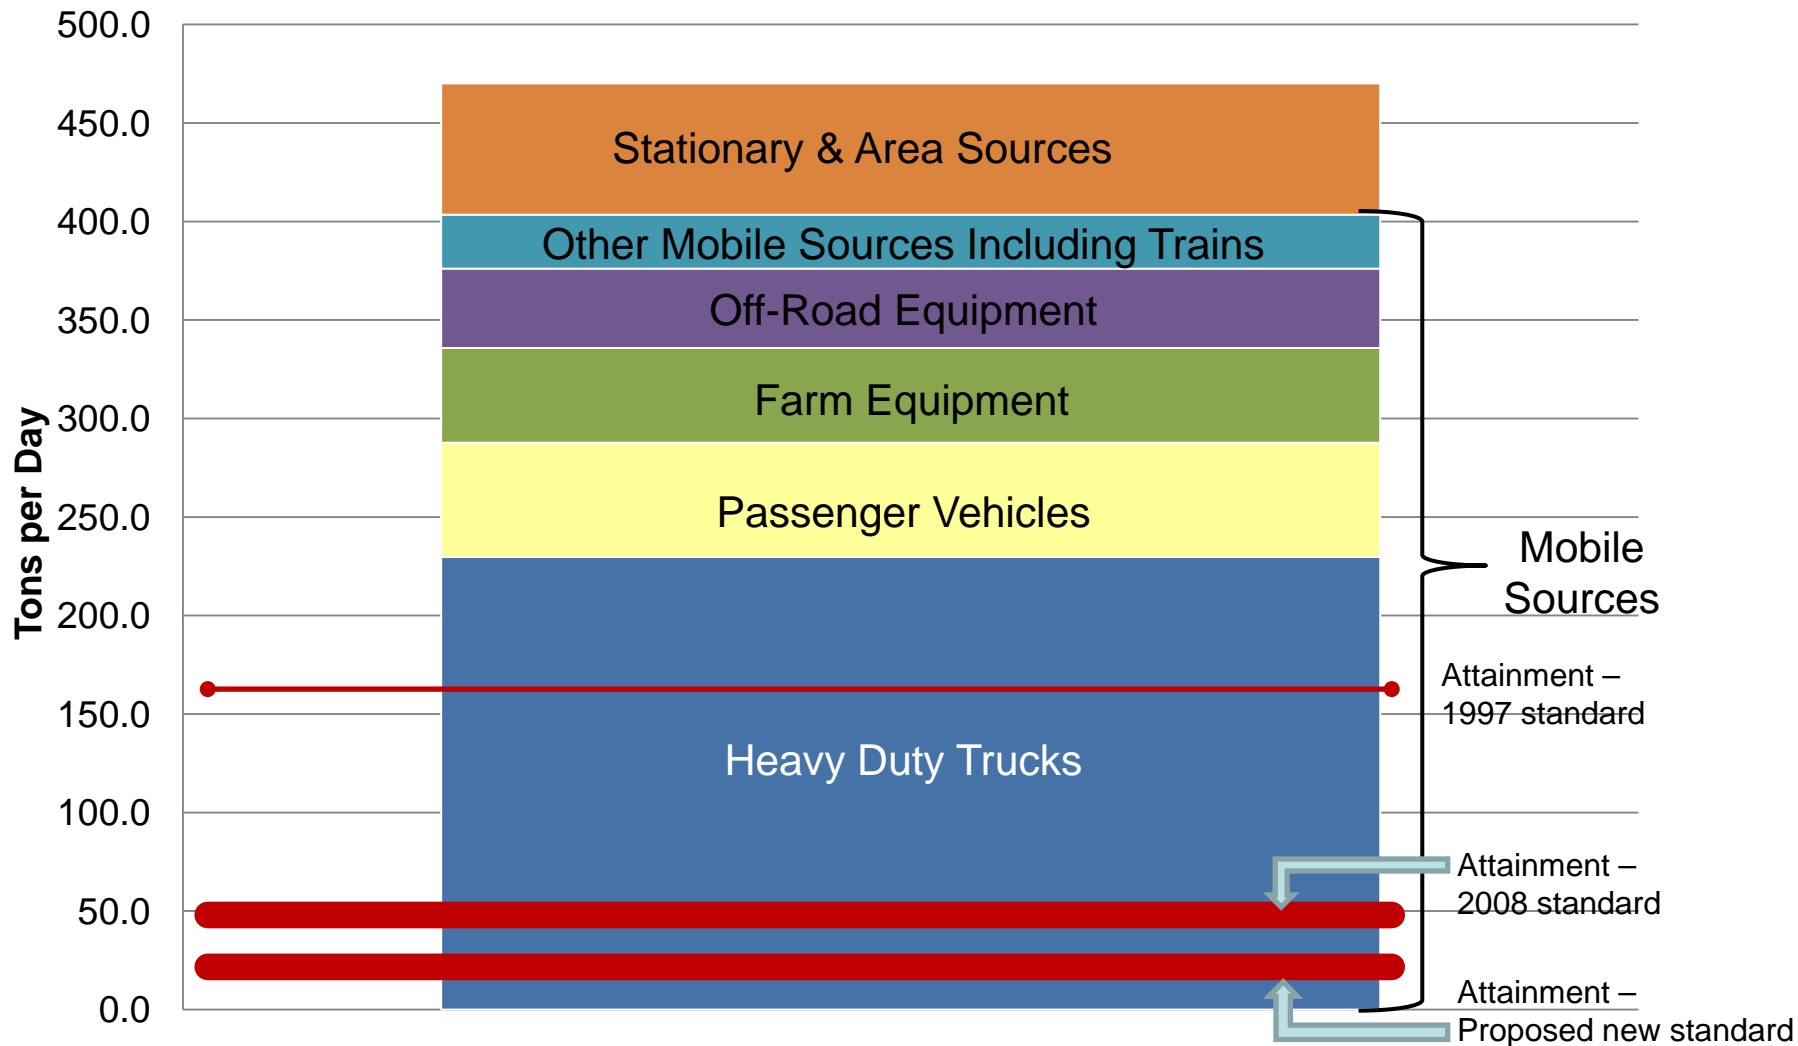 500.0
450.0
400.0
350.0
300.0
250.0
200.0
150.0
100.0
50.0
0.0
Tons per Day
Stationary & Area Sources
Other Mobile Sources Including Trains
Off-Road Equipment
Farm Equipment
Passenger Vehicles
Heavy Duty Trucks
Mobile
Sources
Attainment –
1997 standard
Attainment –
2008 standard
Attainment –
Proposed new standard